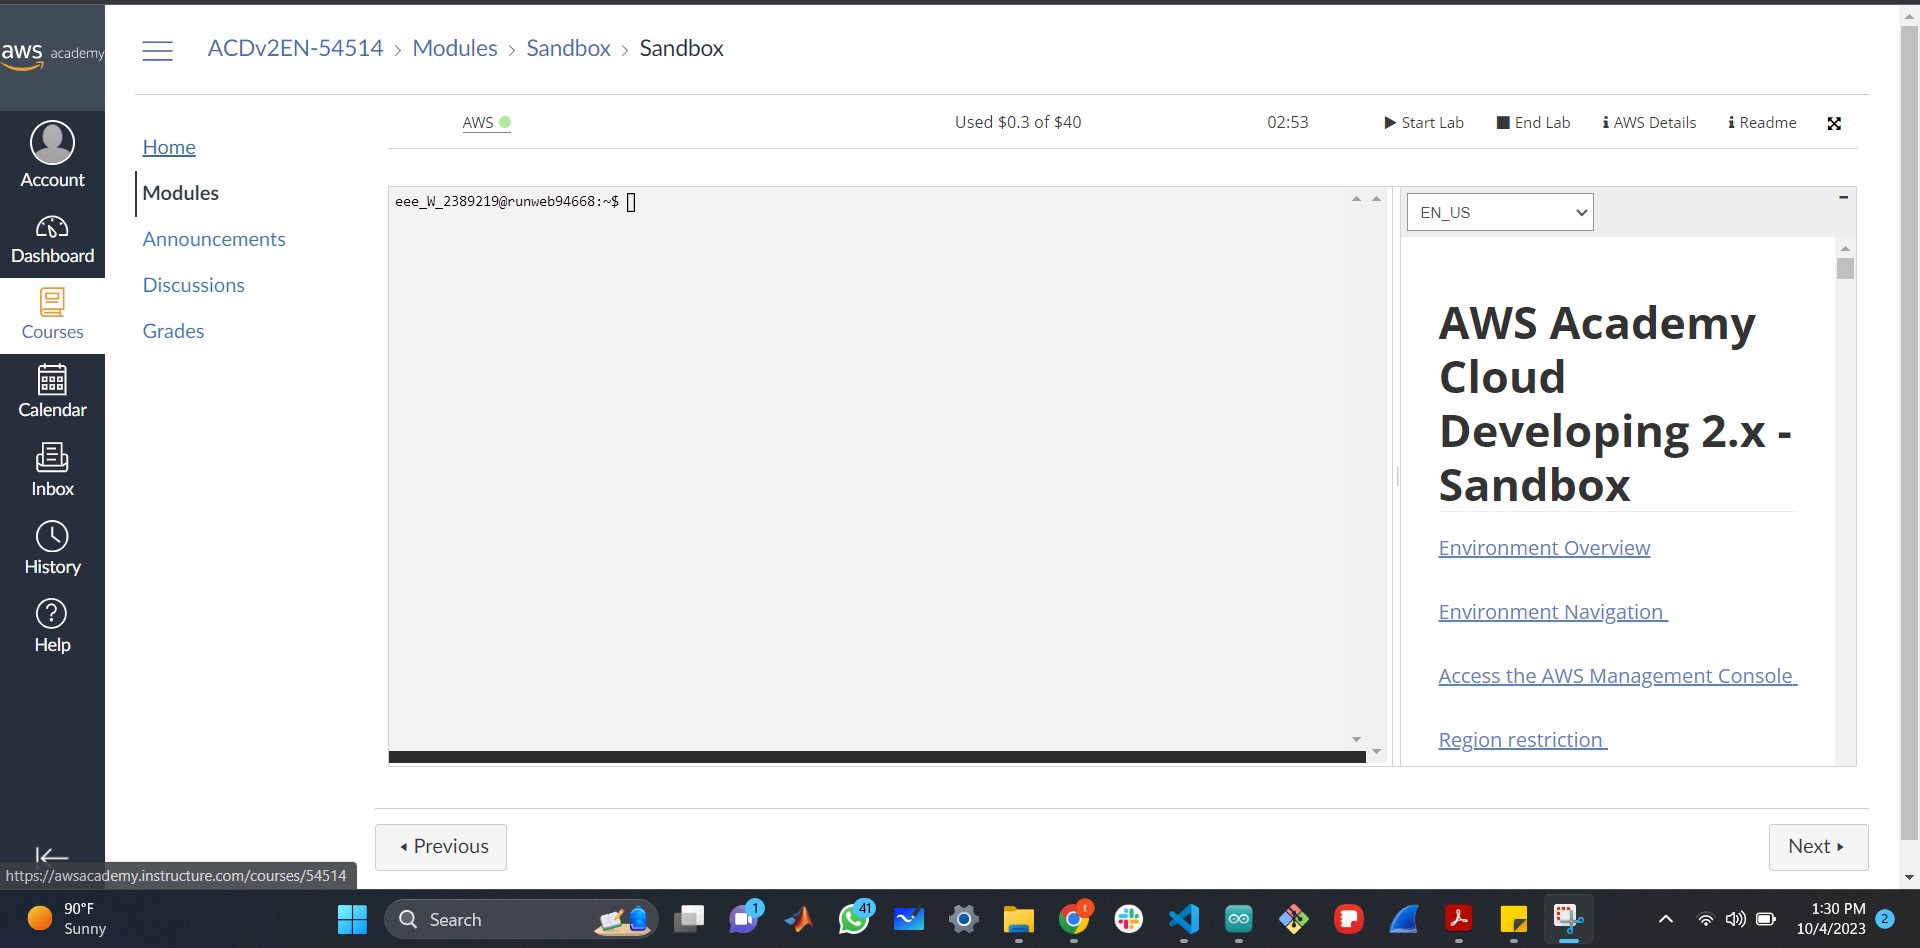 aws academy
ACDv2EN-54514 > Modules > Sandbox > Sandbox
Account
Dashboard
Courses
Calendar
Inbox
History
Help
Home
Modules
Announcements
Discussions
Grades
AWS
Used $0.3 of $40
02:53
Start Lab
End Lab
AWS Details
Readme
eee_W_2389219@runweb94668:~$
EN_US
AWS Academy
Cloud
Developing 2.x -
Sandbox
Environment Overview
Environment Navigation
Access the AWS Management Console
Region restriction
Previous
Next
https://awsacademy.instructure.com/courses/54514
90°F
Sunny
Search
1
41
t
1:30 PM
10/4/2023
2